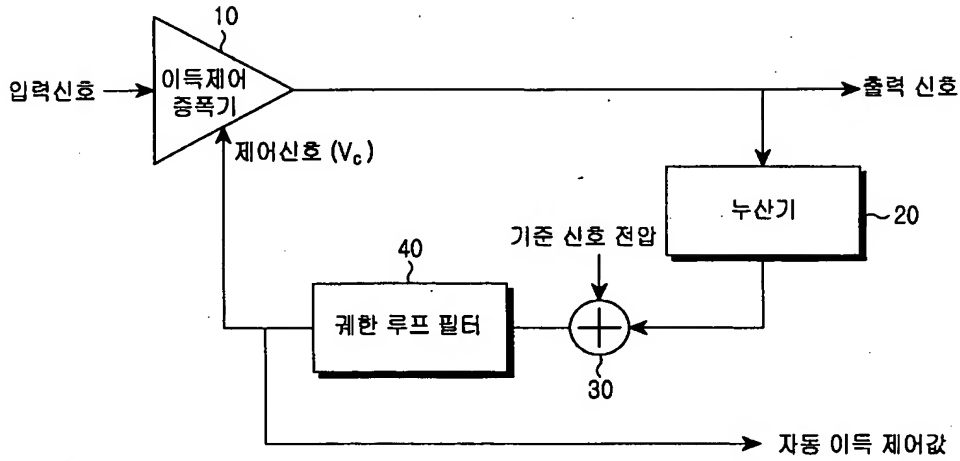 10
입력신호
이득제어
증폭기
출력 신호
제어신호 (Vc)
누산기
20
기준 신호 전압
40
궤한 루프 필터
30
자동 이득 제어값